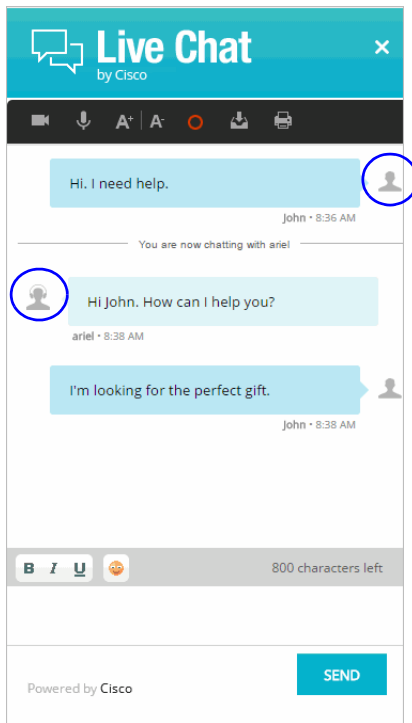 Live Chat
by Cisco
A+ A-
Hi. I need help.
John • 8:36 AM
You are now chatting with ariel
Hi John. How can I help you?
ariel • 8:38 AM
I'm looking for the perfect gift.
John • 8:38 AM
B I U 800 characters left
SEND
Powered by Cisco